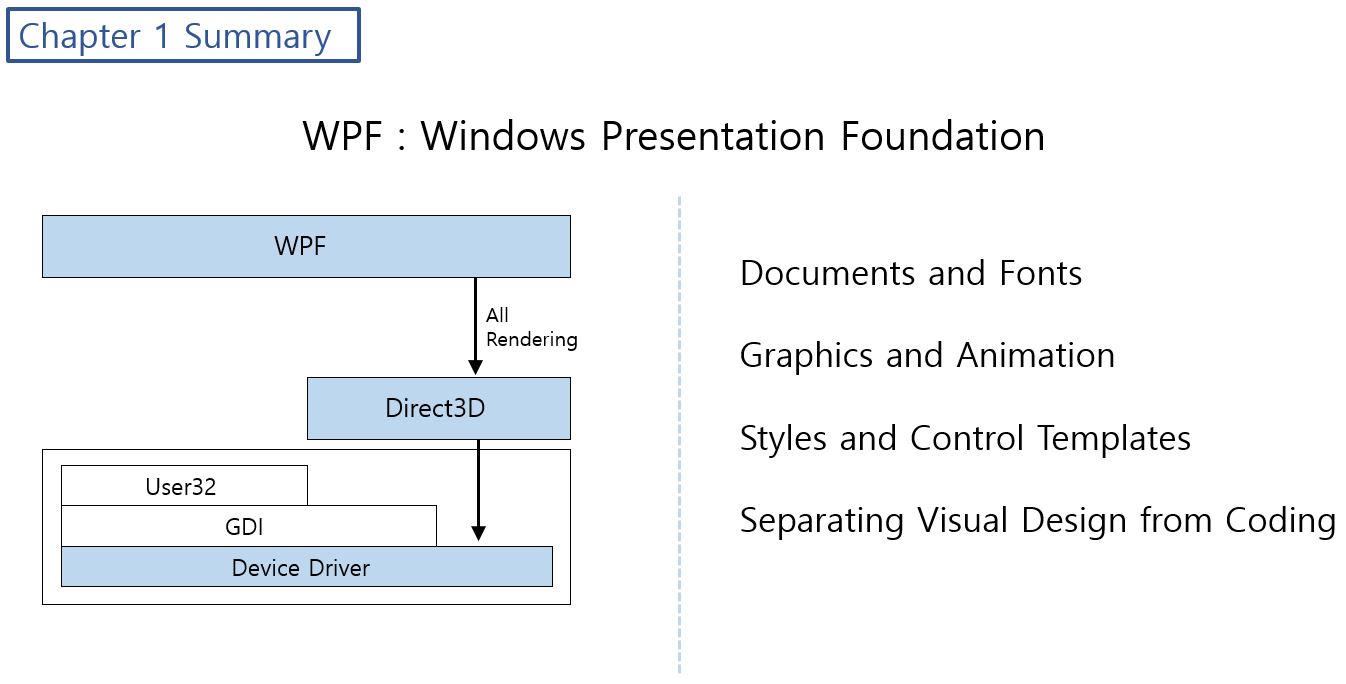 Chapter 1 Summary
WPF : Windows Presentation Foundation
WPF
All
Rendering
Direct3D
User32
GDI
Device Driver
Documents and Fonts
Graphics and Animation
Styles and Control Templates
Separating Visual Design from Coding